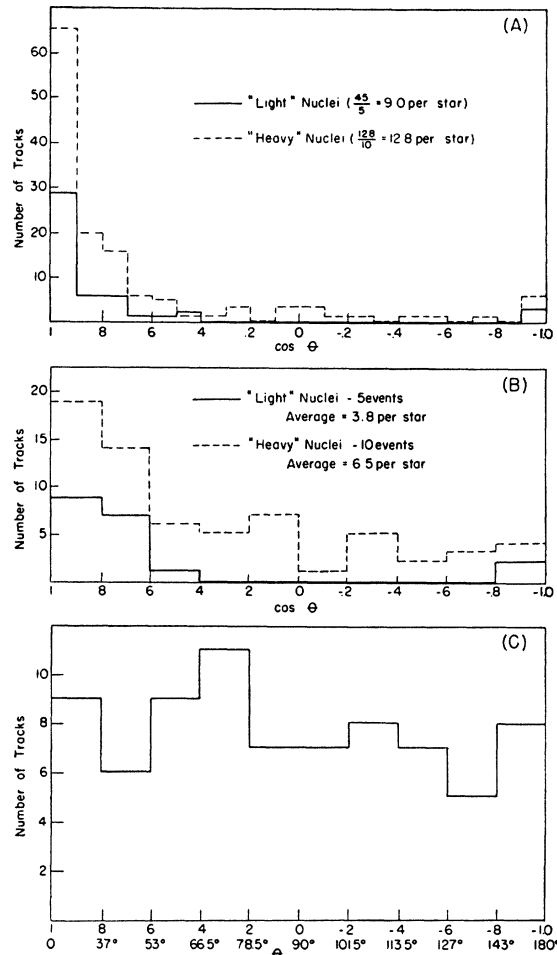 (A)
60
50
40
30
20
10
Number of Tracks
"Light" Nuclei ( 45/5 = 9.0 per star)
"Heavy" Nuclei ( 128/10 = 12.8 per star)
1 8 6 4 2 0 -.2 -.4 -.6 -.8 -1.0
cos θ
(B)
20
15
10
5
Number of Tracks
"Light" Nuclei - 5 events
Average = 3.8 per star
"Heavy" Nuclei - 10 events
Average = 6.5 per star
1 8 6 4 2 0 -.2 -.4 -.6 -.8 -1.0
cos θ
(C)
10
8
6
4
2
Number of Tracks
1 8 6 4 2 0 -.2 -.4 -.6 -.8 -1.0
0 37° 53° 66.5° 78.5° 90° 101.5° 113.5° 127° 143° 180°
θ